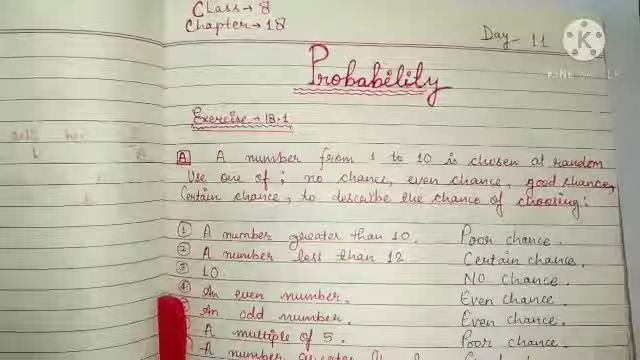 Class → 8
Chapter → 18
Day - 11
Probability
Exercise → 18.1
A A number from 1 to 10 is chosen at random
Use one of ; no chance, even chance, good chance,
Certain chance, to describe the chance of choosing :
① A number greater than 10. Poor chance.
② A number less than 12. Certain chance.
③ 10 No chance.
④ An even number. Even chance.
An odd number. Even chance.
A multiple of 5. Poor chance.
A number greater